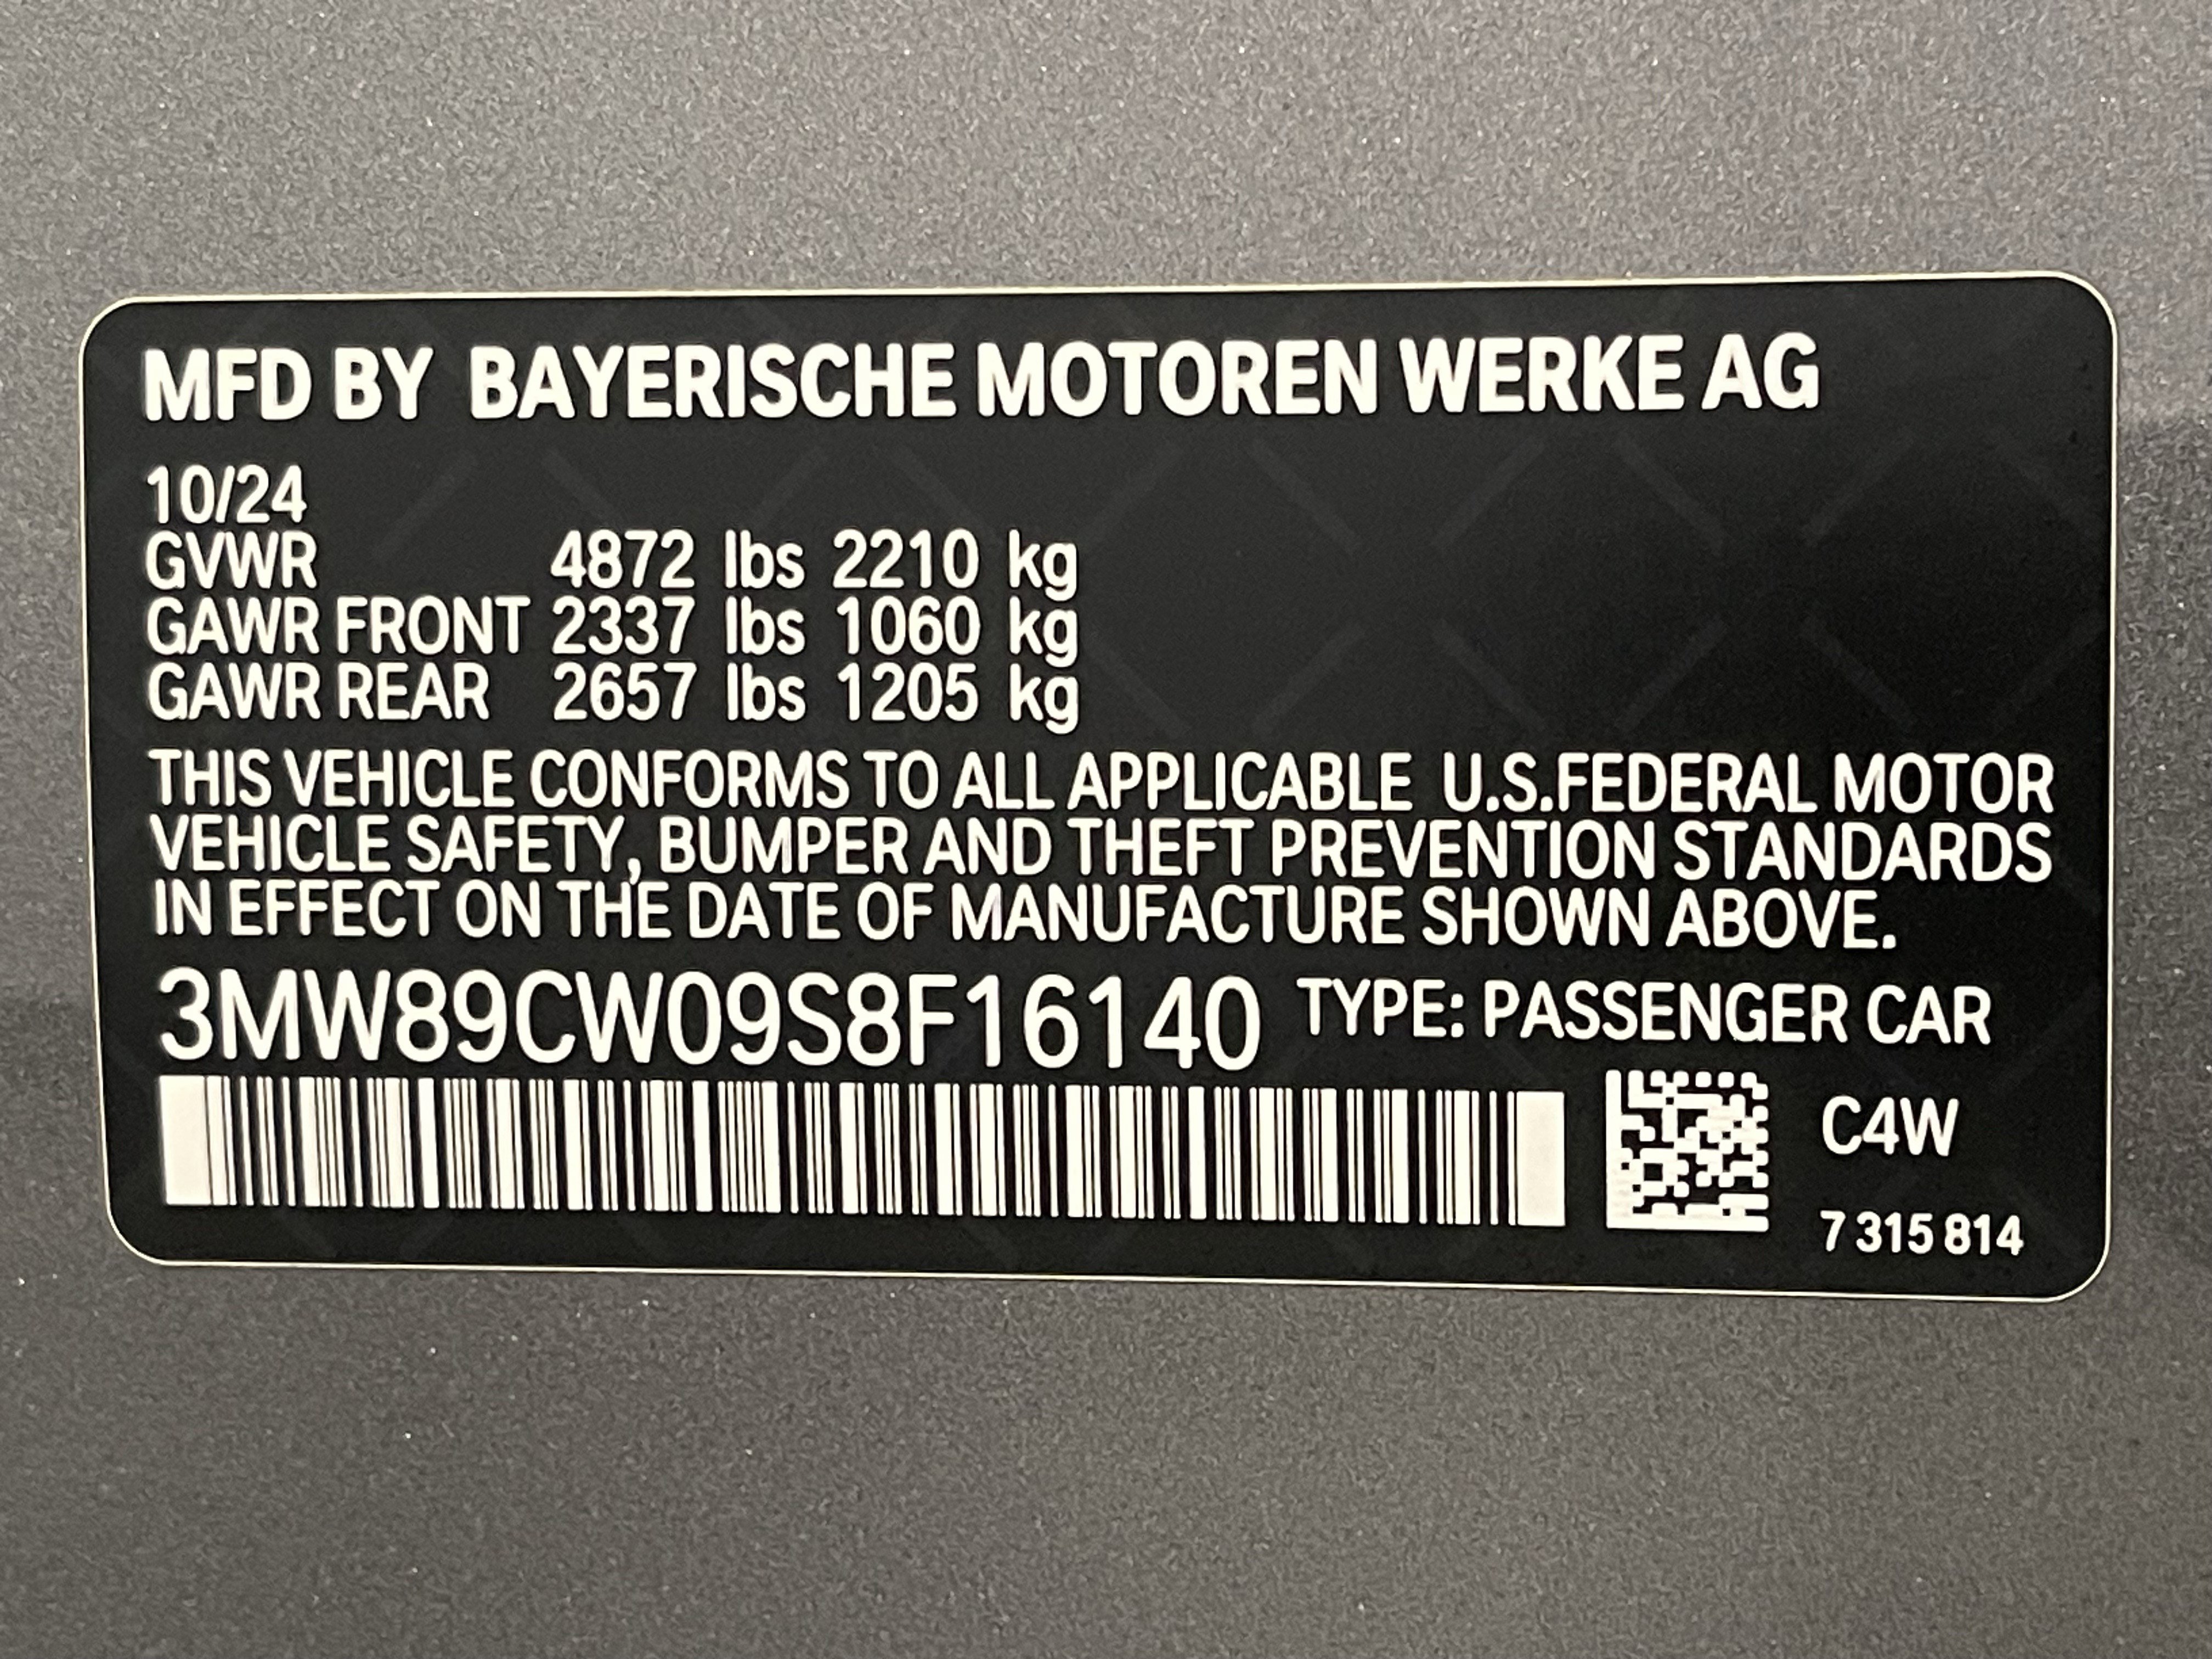 MFD BY BAYERISCHE MOTOREN WERKE AG
10/24
GVWR 4872 lbs 2210 kg
GAWR FRONT 2337 lbs 1060 kg
GAWR REAR 2657 lbs 1205 kg
THIS VEHICLE CONFORMS TO ALL APPLICABLE U.S.FEDERAL MOTOR
VEHICLE SAFETY, BUMPER AND THEFT PREVENTION STANDARDS
IN EFFECT ON THE DATE OF MANUFACTURE SHOWN ABOVE.
3MW89CW09S8F16140 TYPE: PASSENGER CAR
C4W
7 315 814